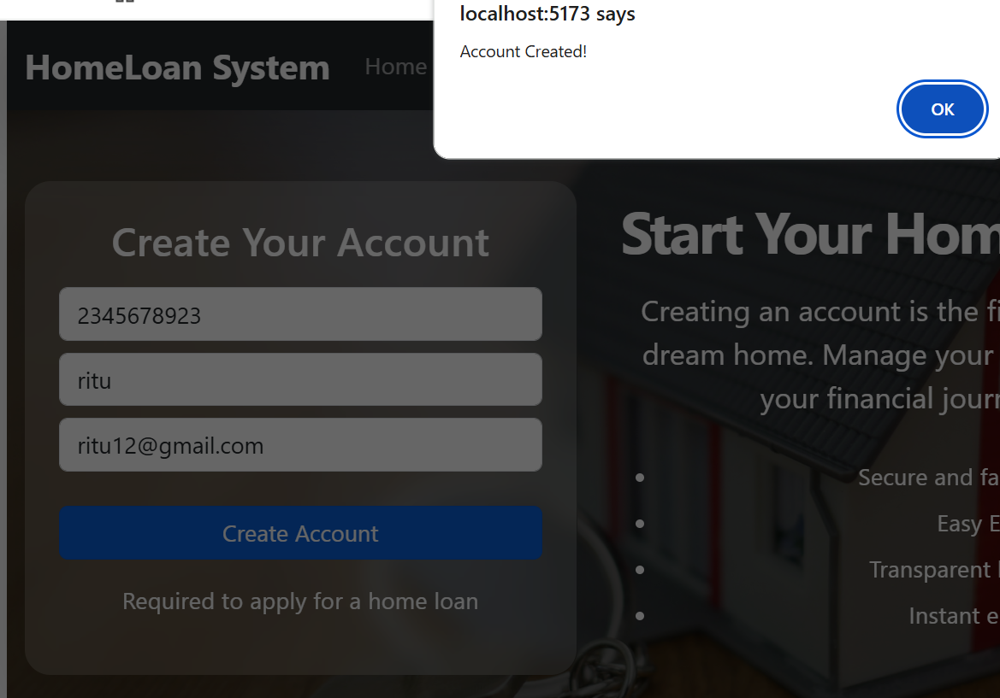 localhost:5173 says
Account Created!
OK
HomeLoan System
Home
Create Your Account
2345678923
ritu
ritu12@gmail.com
Create Account
Required to apply for a home loan
Start Your Hom
Creating an account is the fi
dream home. Manage your
your financial journ
Secure and fa
Easy E
Transparent
Instant e